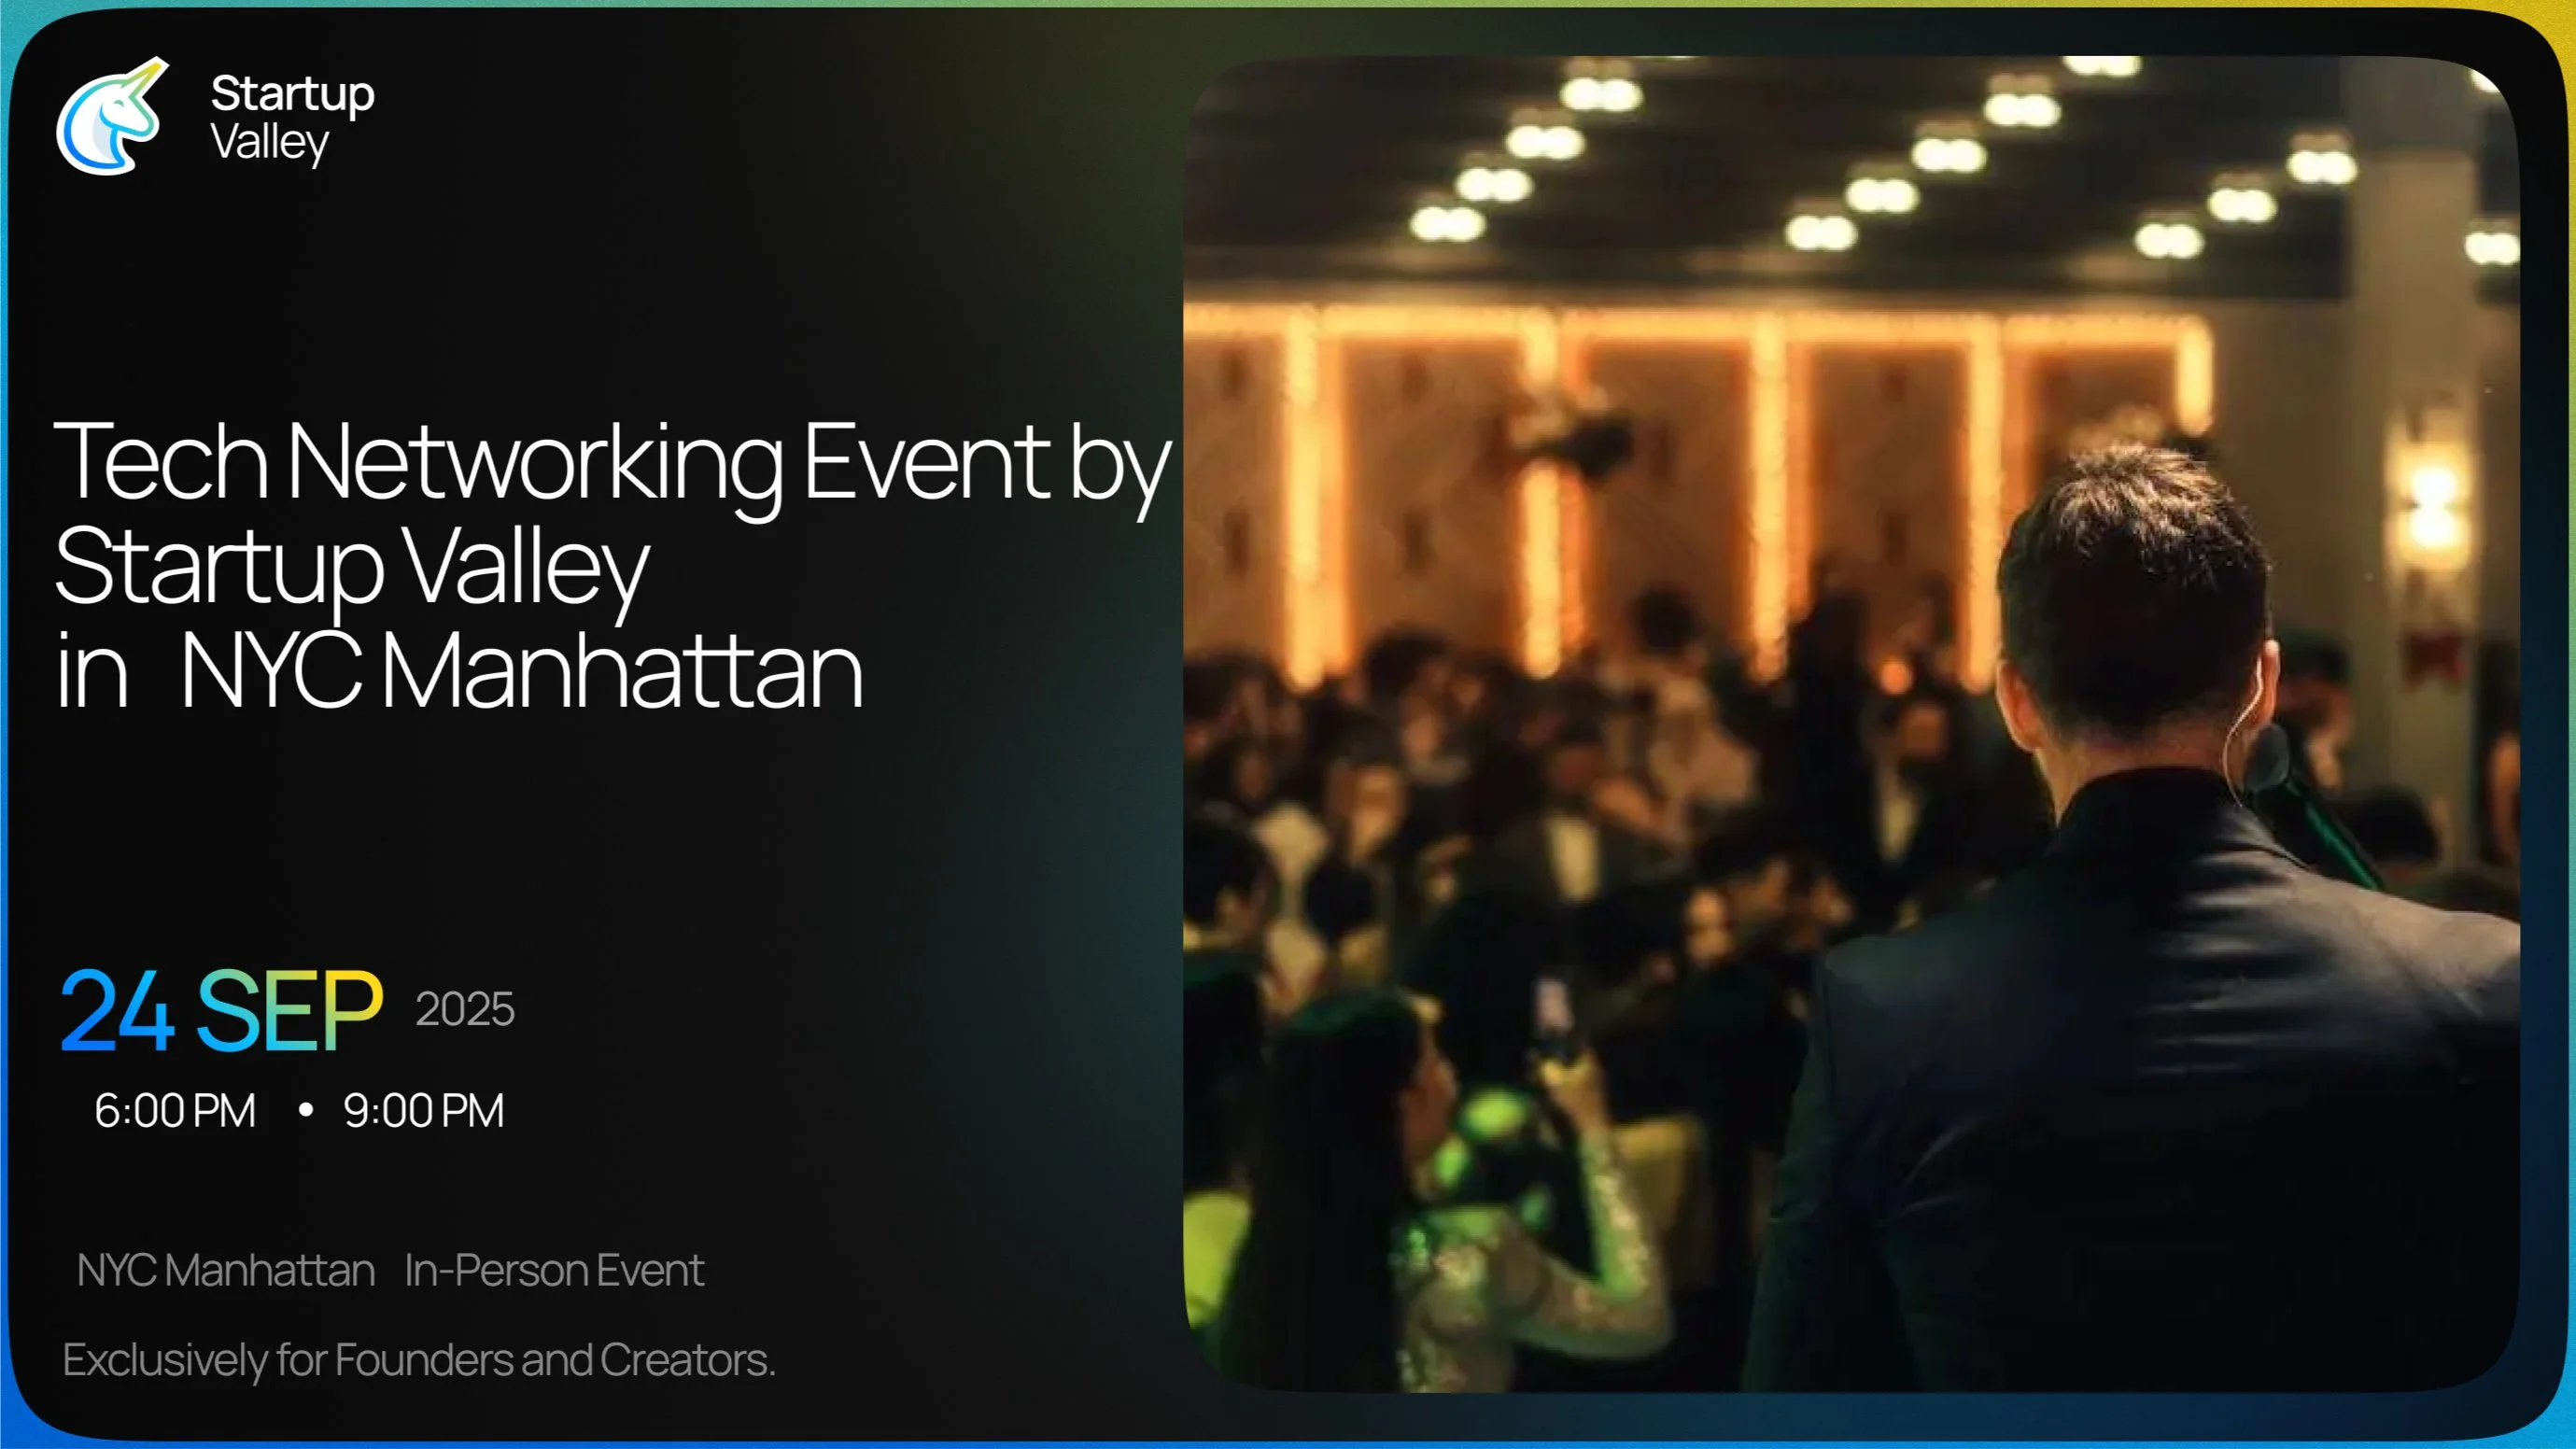 Startup
Valley
Tech Networking Event by
Startup Valley
in NYC Manhattan
24 SEP 2025
6:00 PM • 9:00 PM
NYC Manhattan In-Person Event
Exclusively for Founders and Creators.